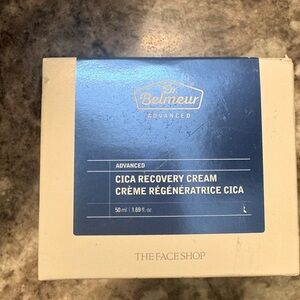 Dr.
Belmeur
ADVANCED
ADVANCED
CICA RECOVERY CREAM
CRÈME RÉGÉNÉRATRICE CICA
50 ml | 1.69 fl. oz
THE FACE SHOP